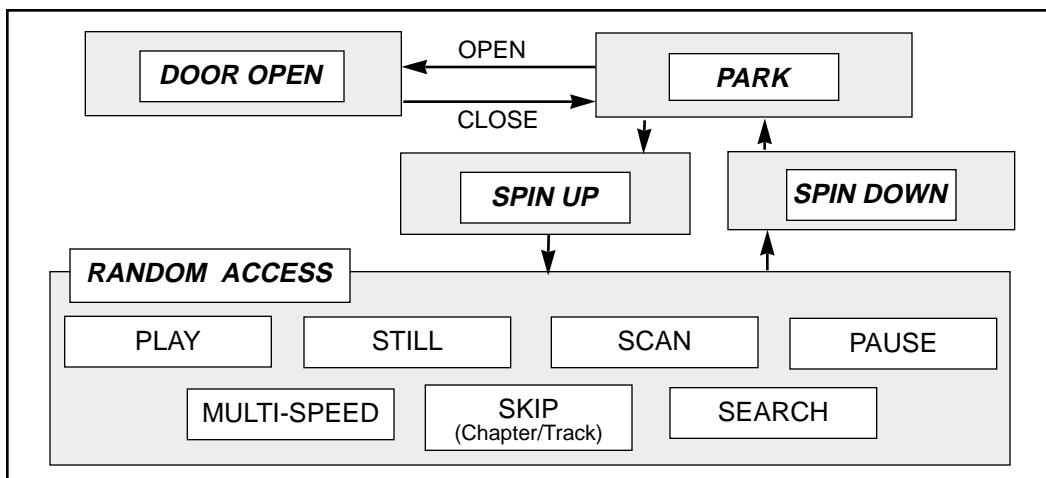 OPEN
DOOR OPEN
PARK
CLOSE
SPIN UP
SPIN DOWN
RANDOM ACCESS
PLAY
STILL
SCAN
PAUSE
MULTI-SPEED
SKIP
(Chapter/Track)
SEARCH